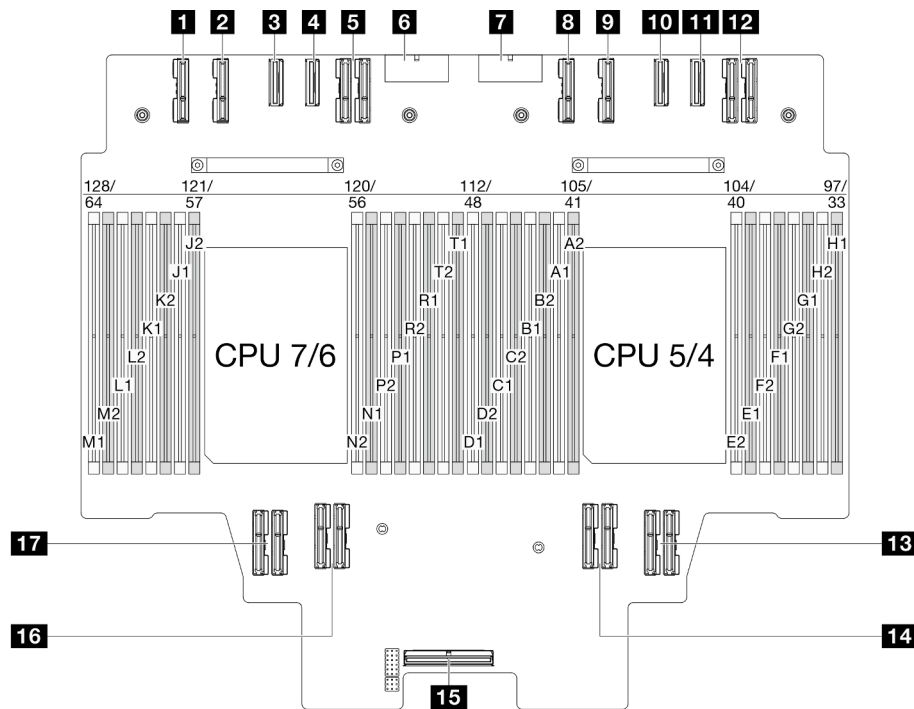 1 2 3 4 5 6 7 8 9 10 11 12
128/ 121/ 120/ 112/ 105/ 104/ 97/
64 57 56 48 41 40 33
J2 T1 A2 H1
J1 T2 A1 H2
K2 R1 B2 G1
K1 R2 B1 G2
CPU 7/6 CPU 5/4
L2 P1 C2 F1
L1 P2 C1 F2
M2 N1 D2 E1
M1 N2 D1 E2
17 13
16 14
15